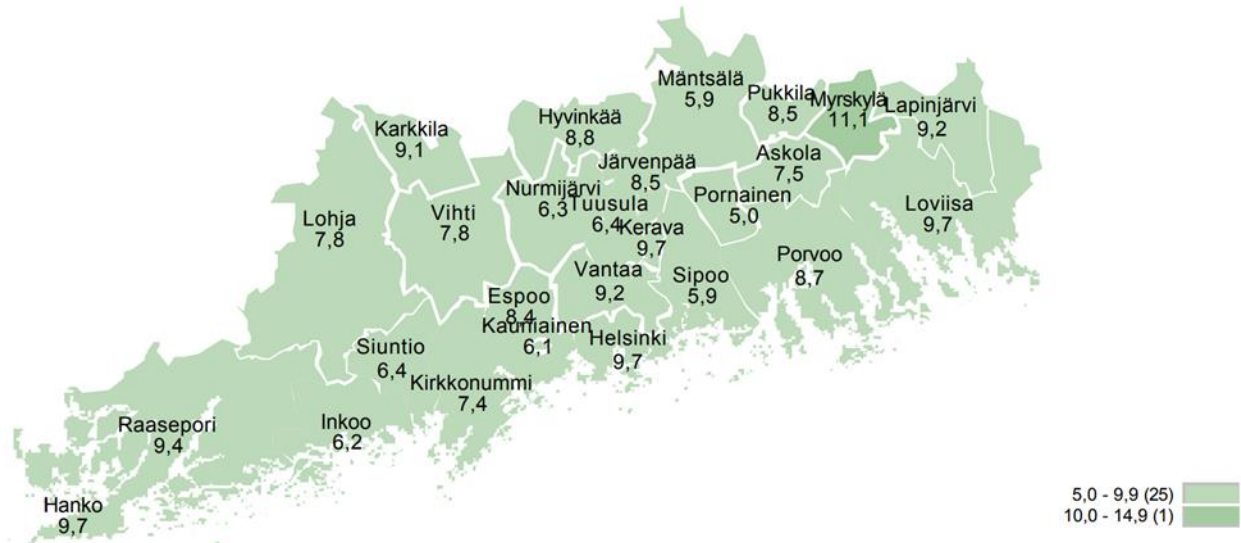 Mäntsälä
5,9
Pukkila
8,5
Myrskylä
11,1
Lapinjärvi
9,2
Karkkila
9,1
Hyvinkää
8,8
Järvenpää
8,5
Askola
7,5
Nurmijärvi
6,3
Tuusula
6,4
Pornainen
5,0
Loviisa
9,7
Lohja
7,8
Vihti
7,8
Kerava
9,7
Porvoo
8,7
Vantaa
9,2
Sipoo
5,9
Espoo
8,4
Kauniainen
6,1
Helsinki
9,7
Siuntio
6,4
Kirkkonummi
7,4
Raasepori
9,4
Inkoo
6,2
Hanko
9,7
5,0 - 9,9 (25)
10,0 - 14,9 (1)